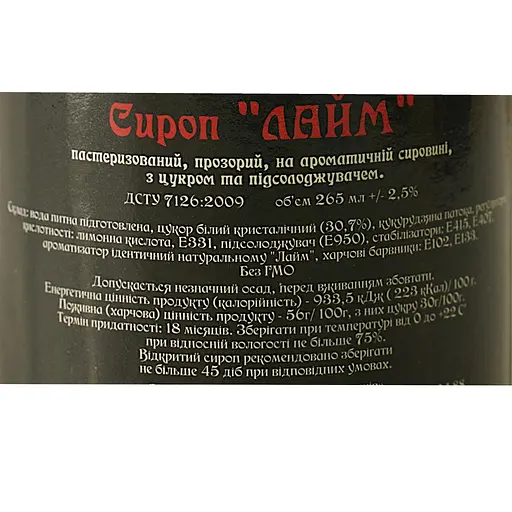 Сироп "ЛАЙМ"
пастеризований, прозорий, на ароматичній сировині,
з цукром та підсолоджувачем.
ДСТУ 7126:2009 об'єм 265 мл +/- 2,5%
Склад: вода питна підготовлена, цукор білий кристалічний (30,7%), кукурудзяна патока, регулятори
кислотності: лимонна кислота, Е331, підсолоджувач (Е950), стабілізатори: Е415, Е407,
ароматизатор ідентичний натуральному "Лайм", харчові барвники: Е102, Е133.
Без ГМО
Допускається незначний осад, перед вживанням збовтати.
Енергетична цінність продукту (калорійність) - 933,5 кДж ( 223 кКал)/ 100 г.
Поживна (харчова) цінність продукту - 56г/ 100г, з них цукру 30г/100г.
Термін придатності: 18 місяців. Зберігати при температурі від 0 до +22 С
при відносній вологості не більше 75%.
Відкритий сироп рекомендовано зберігати
не більше 45 діб при відповідних умовах.